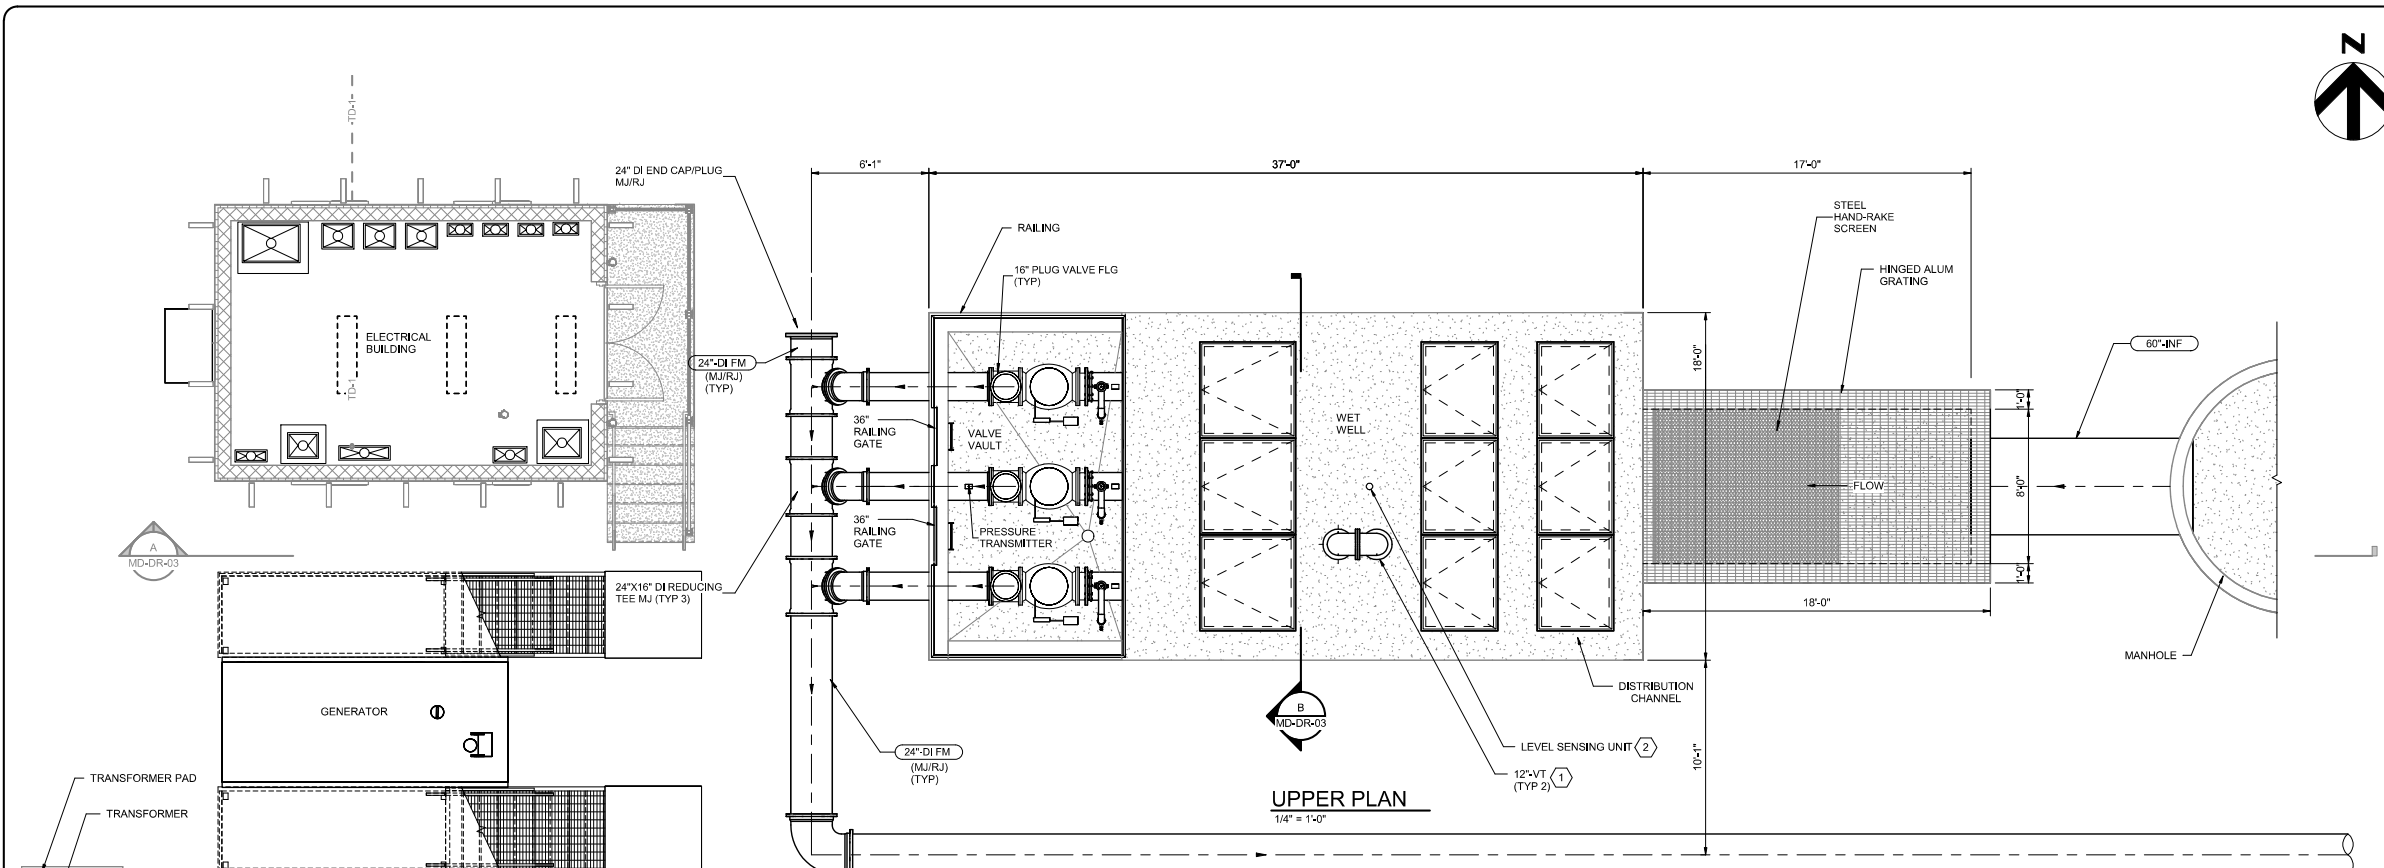 N
TD-1
24" DI END CAP/PLUG
MJ/RJ
6'-1"
37'-0"
17'-0"
STEEL
HAND-RAKE
SCREEN
RAILING
16" PLUG VALVE FLG
(TYP)
HINGED ALUM
GRATING
ELECTRICAL
BUILDING
TD-1
24"-DI FM
(MJ/RJ)
(TYP)
60"-INF
18'-0"
1'-0"
36"
RAILING
GATE
VALVE
VAULT
WET
WELL
FLOW
8'-0"
36"
RAILING
GATE
PRESSURE
TRANSMITTER
A
MD-DR-03
24"X16" DI REDUCING
TEE MJ (TYP 3)
1'-0"
18'-0"
MANHOLE
DISTRIBUTION
CHANNEL
GENERATOR
B
MD-DR-03
24"-DI FM
(MJ/RJ)
(TYP)
LEVEL SENSING UNIT 2
12"-VT 1
(TYP 2)
10'-1"
TRANSFORMER PAD
TRANSFORMER
UPPER PLAN
1/4" = 1'-0"